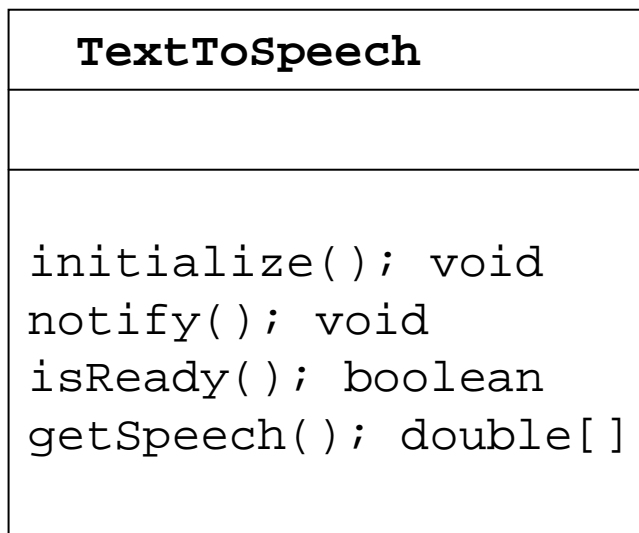 TextToSpeech
initialize(); void
notify(); void
isReady(); boolean
getSpeech(); double[]